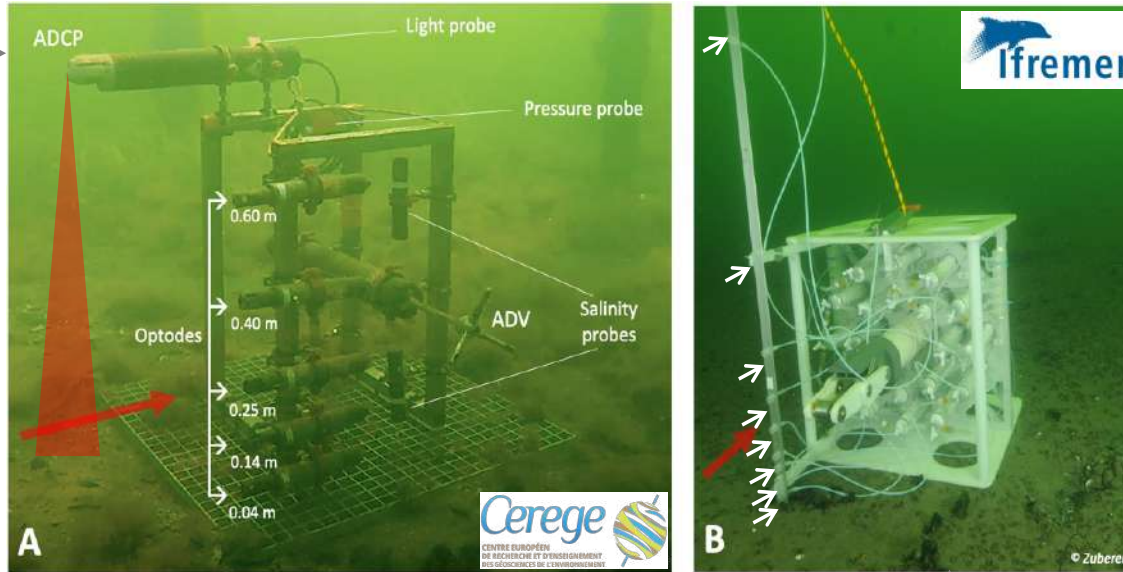 ADCP
Light probe
Pressure probe
0.60 m
0.40 m
Optodes
ADV
Salinity
probes
0.25 m
0.14 m
0.04 m
A
Cerege
CENTRE EUROPÉEN
DE RECHERCHE ET D'ENSEIGNEMENT
DES GÉOSCIENCES DE L'ENVIRONNEMENT
Ifremer
B
© Zubere